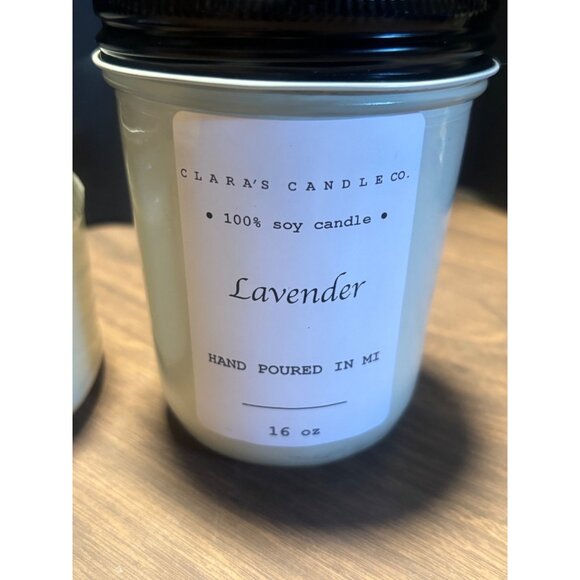 CLARA'S CANDLE CO.
• 100% soy candle •
Lavender
HAND POURED IN MI
16 oz